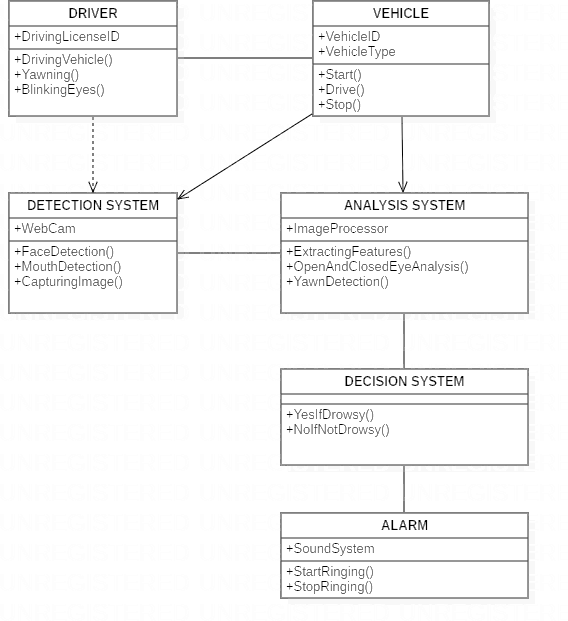 DRIVER
+DrivingLicenseID
+DrivingVehicle()
+Yawning()
+BlinkingEyes()
VEHICLE
+VehicleID
+VehicleType
+Start()
+Drive()
+Stop()
DETECTION SYSTEM
+WebCam
+FaceDetection()
+MouthDetection()
+CapturingImage()
ANALYSIS SYSTEM
+ImageProcessor
+ExtractingFeatures()
+OpenAndClosedEyeAnalysis()
+YawnDetection()
DECISION SYSTEM
+YesIfDrowsy()
+NoIfNotDrowsy()
ALARM
+SoundSystem
+StartRinging()
+StopRinging()